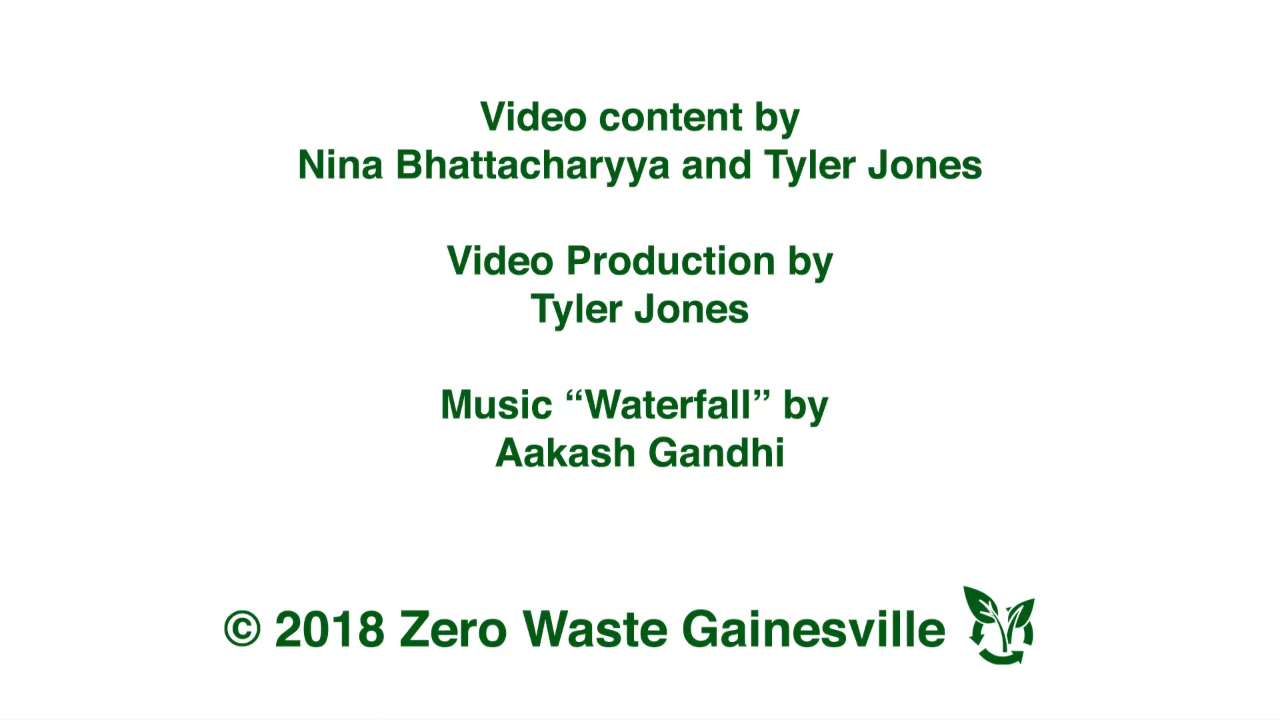 Video content by
Nina Bhattacharyya and Tyler Jones
Video Production by
Tyler Jones
Music “Waterfall” by
Aakash Gandhi
© 2018 Zero Waste Gainesville